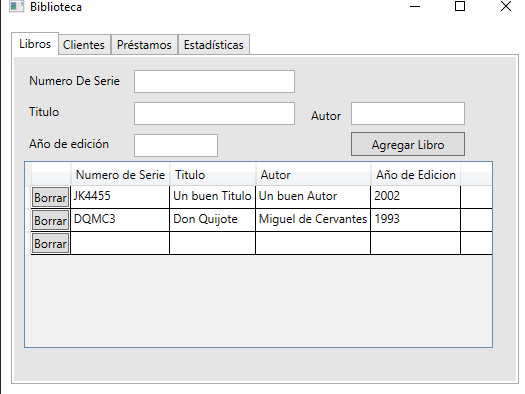 Biblioteca
Libros Clientes Préstamos Estadísticas
Numero De Serie
Titulo Autor
Año de edición Agregar Libro
Numero de Serie Titulo Autor Año de Edicion
Borrar JK4455 Un buen Titulo Un buen Autor 2002
Borrar DQMC3 Don Quijote Miguel de Cervantes 1993
Borrar